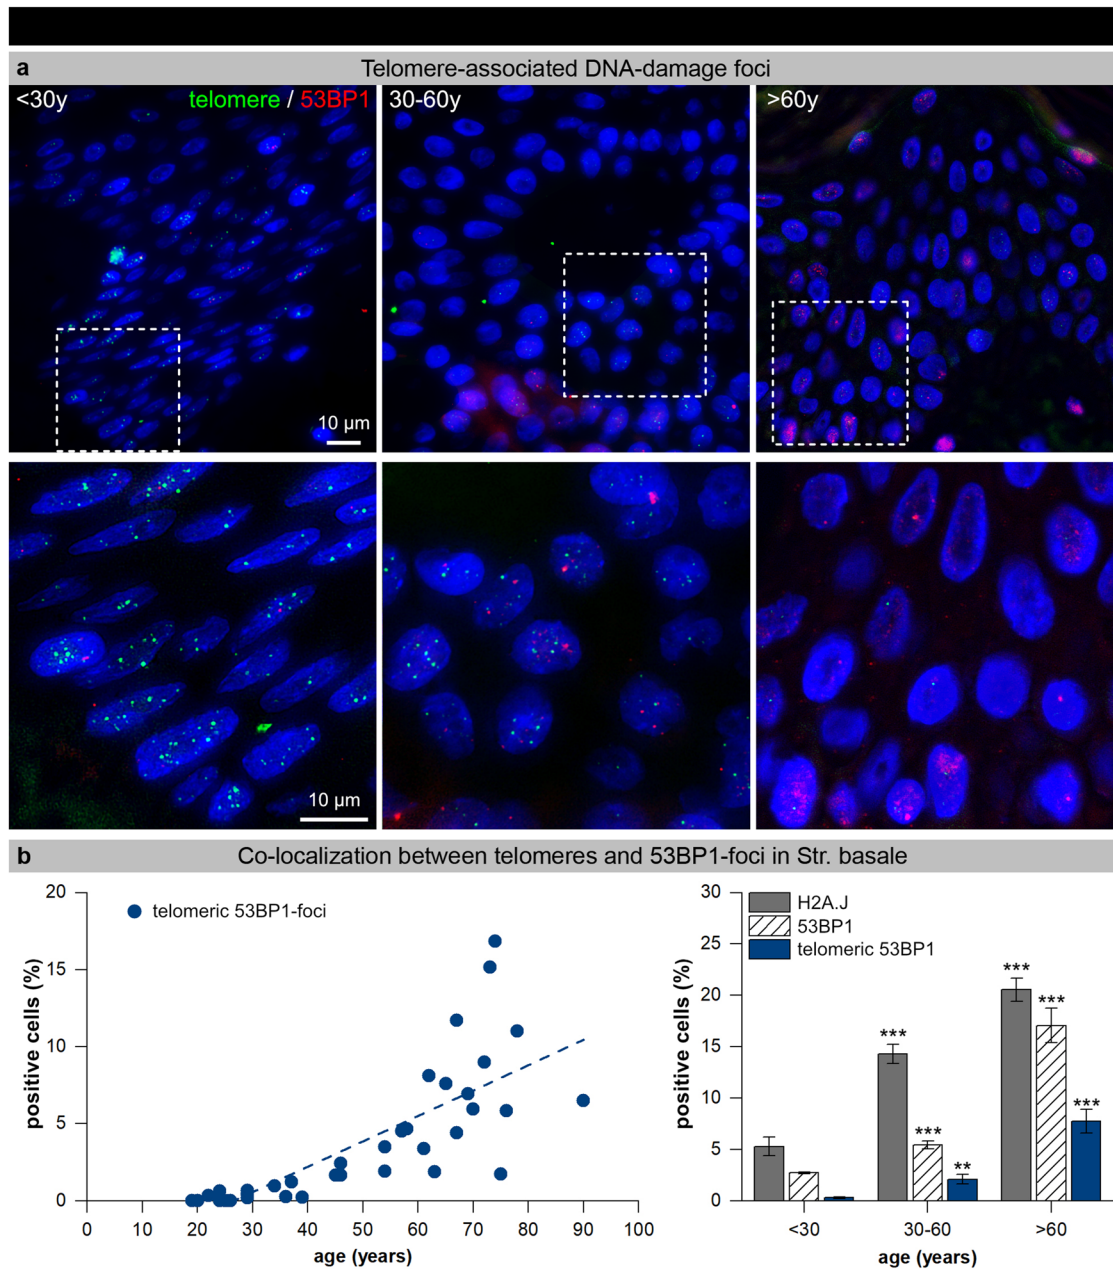 a Telomere-associated DNA-damage foci
<30y telomere / 53BP1 30-60y >60y
10 µm
10 µm
b Co-localization between telomeres and 53BP1-foci in Str. basale
20
15
10
5
0
positive cells (%)
telomeric 53BP1-foci
0 10 20 30 40 50 60 70 80 90 100
age (years)
30
25
20
15
10
5
0
positive cells (%)
H2A.J
53BP1
telomeric 53BP1
***
***
**
***
***
***
<30 30-60 >60
age (years)